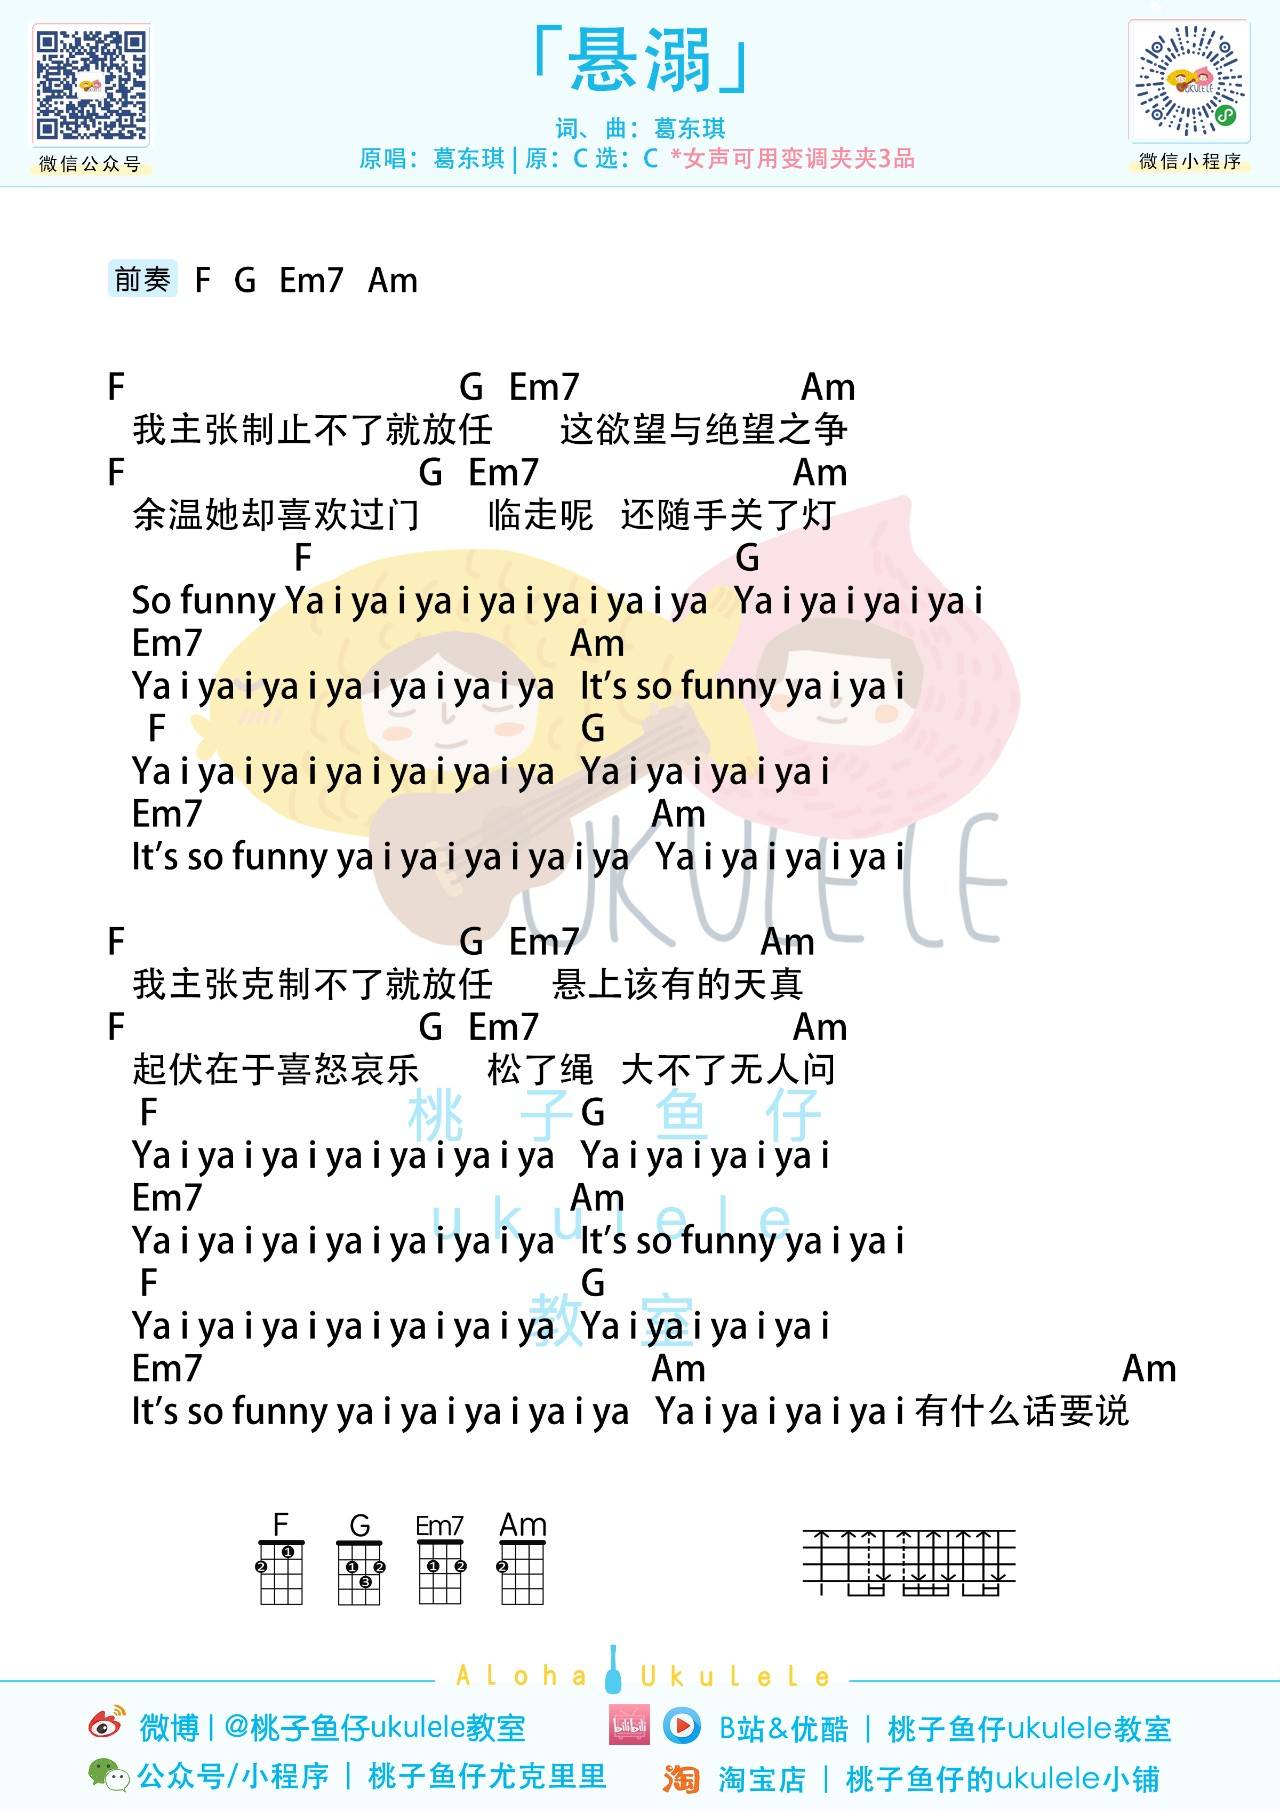 「悬溺」
词、曲：葛东琪
原唱：葛东琪 | 原：C 选：C *女声可用变调夹夹3品
微信公众号
UKULELE
微信小程序
前奏 F G Em7 Am
F G Em7 Am
我主张制止不了就放任 这欲望与绝望之争
F G Em7 Am
余温她却喜欢过门 临走呢 还随手关了灯
F G
So funny Ya i ya i ya i ya i ya i ya i ya Ya i ya i ya i ya i
Em7 Am
Ya i ya i ya i ya i ya i ya i ya It's so funny ya i ya i
F G
Ya i ya i ya i ya i ya i ya i ya Ya i ya i ya i ya i
Em7 Am
It's so funny ya i ya i ya i ya i ya Ya i ya i ya i ya i
UKULELE
F G Em7 Am
我主张克制不了就放任 悬上该有的天真
F G Em7 Am
起伏在于喜怒哀乐 松了绳 大不了无人问
桃子鱼仔
F G
Ya i ya i ya i ya i ya i ya i ya Ya i ya i ya i ya i
Em7 Am
ukulele
Ya i ya i ya i ya i ya i ya i ya It's so funny ya i ya i
F G
教室
Ya i ya i ya i ya i ya i ya i ya Ya i ya i ya i ya i
Em7 Am Am
It's so funny ya i ya i ya i ya i ya Ya i ya i ya i ya i 有什么话要说
F G Em7 Am
2 1 1 2 3 1 2 2
Aloha Ukulele
微博 | @桃子鱼仔ukulele教室
bilibili B站&优酷 | 桃子鱼仔ukulele教室
公众号/小程序 | 桃子鱼仔尤克里里
淘 淘宝店 | 桃子鱼仔的ukulele小铺